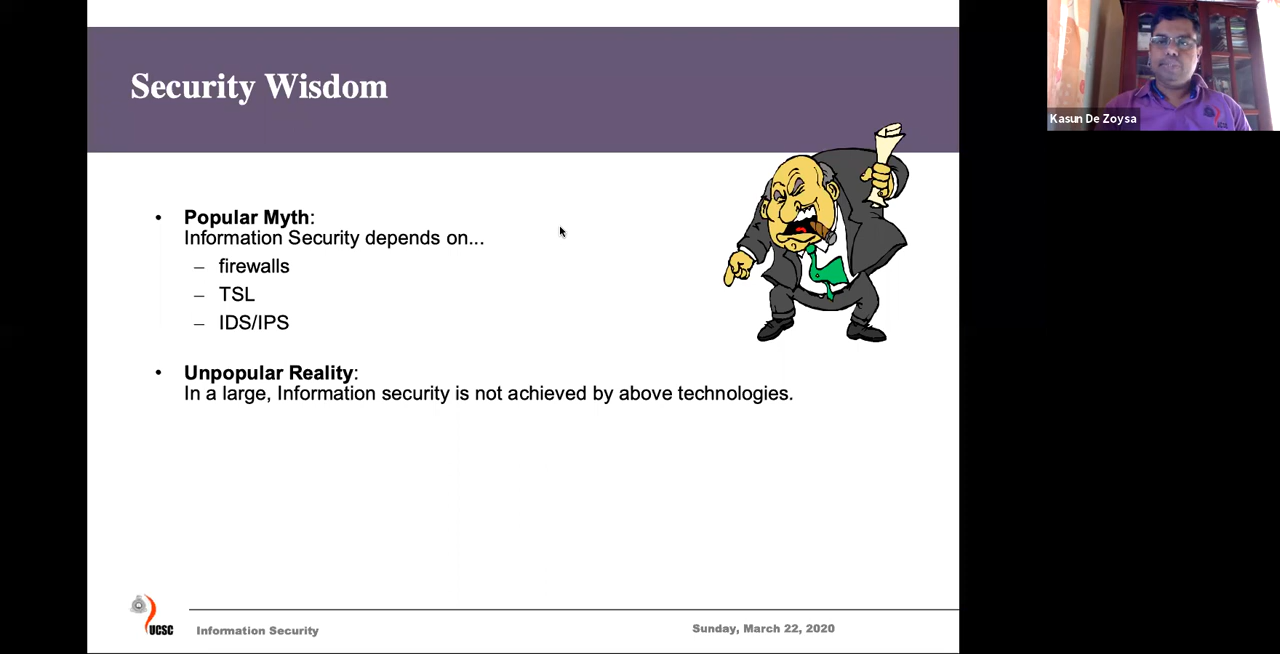 Security Wisdom
Kasun De Zoysa
• Popular Myth:
Information Security depends on...
– firewalls
– TSL
– IDS/IPS
• Unpopular Reality:
In a large, Information security is not achieved by above technologies.
UCSC
Information Security
Sunday, March 22, 2020
UCSC